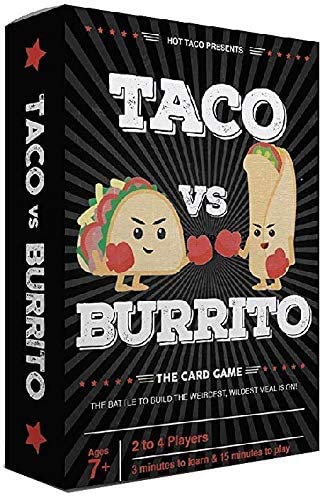 HOT TACO PRESENTS
TACO
VS
BURRITO
THE CARD GAME
THE BATTLE TO BUILD THE WEIRDEST, WILDEST MEAL IS ON!
Ages
7+
2 to 4 Players
3 minutes to learn & 15 minutes to play
TACO VS BURRITO